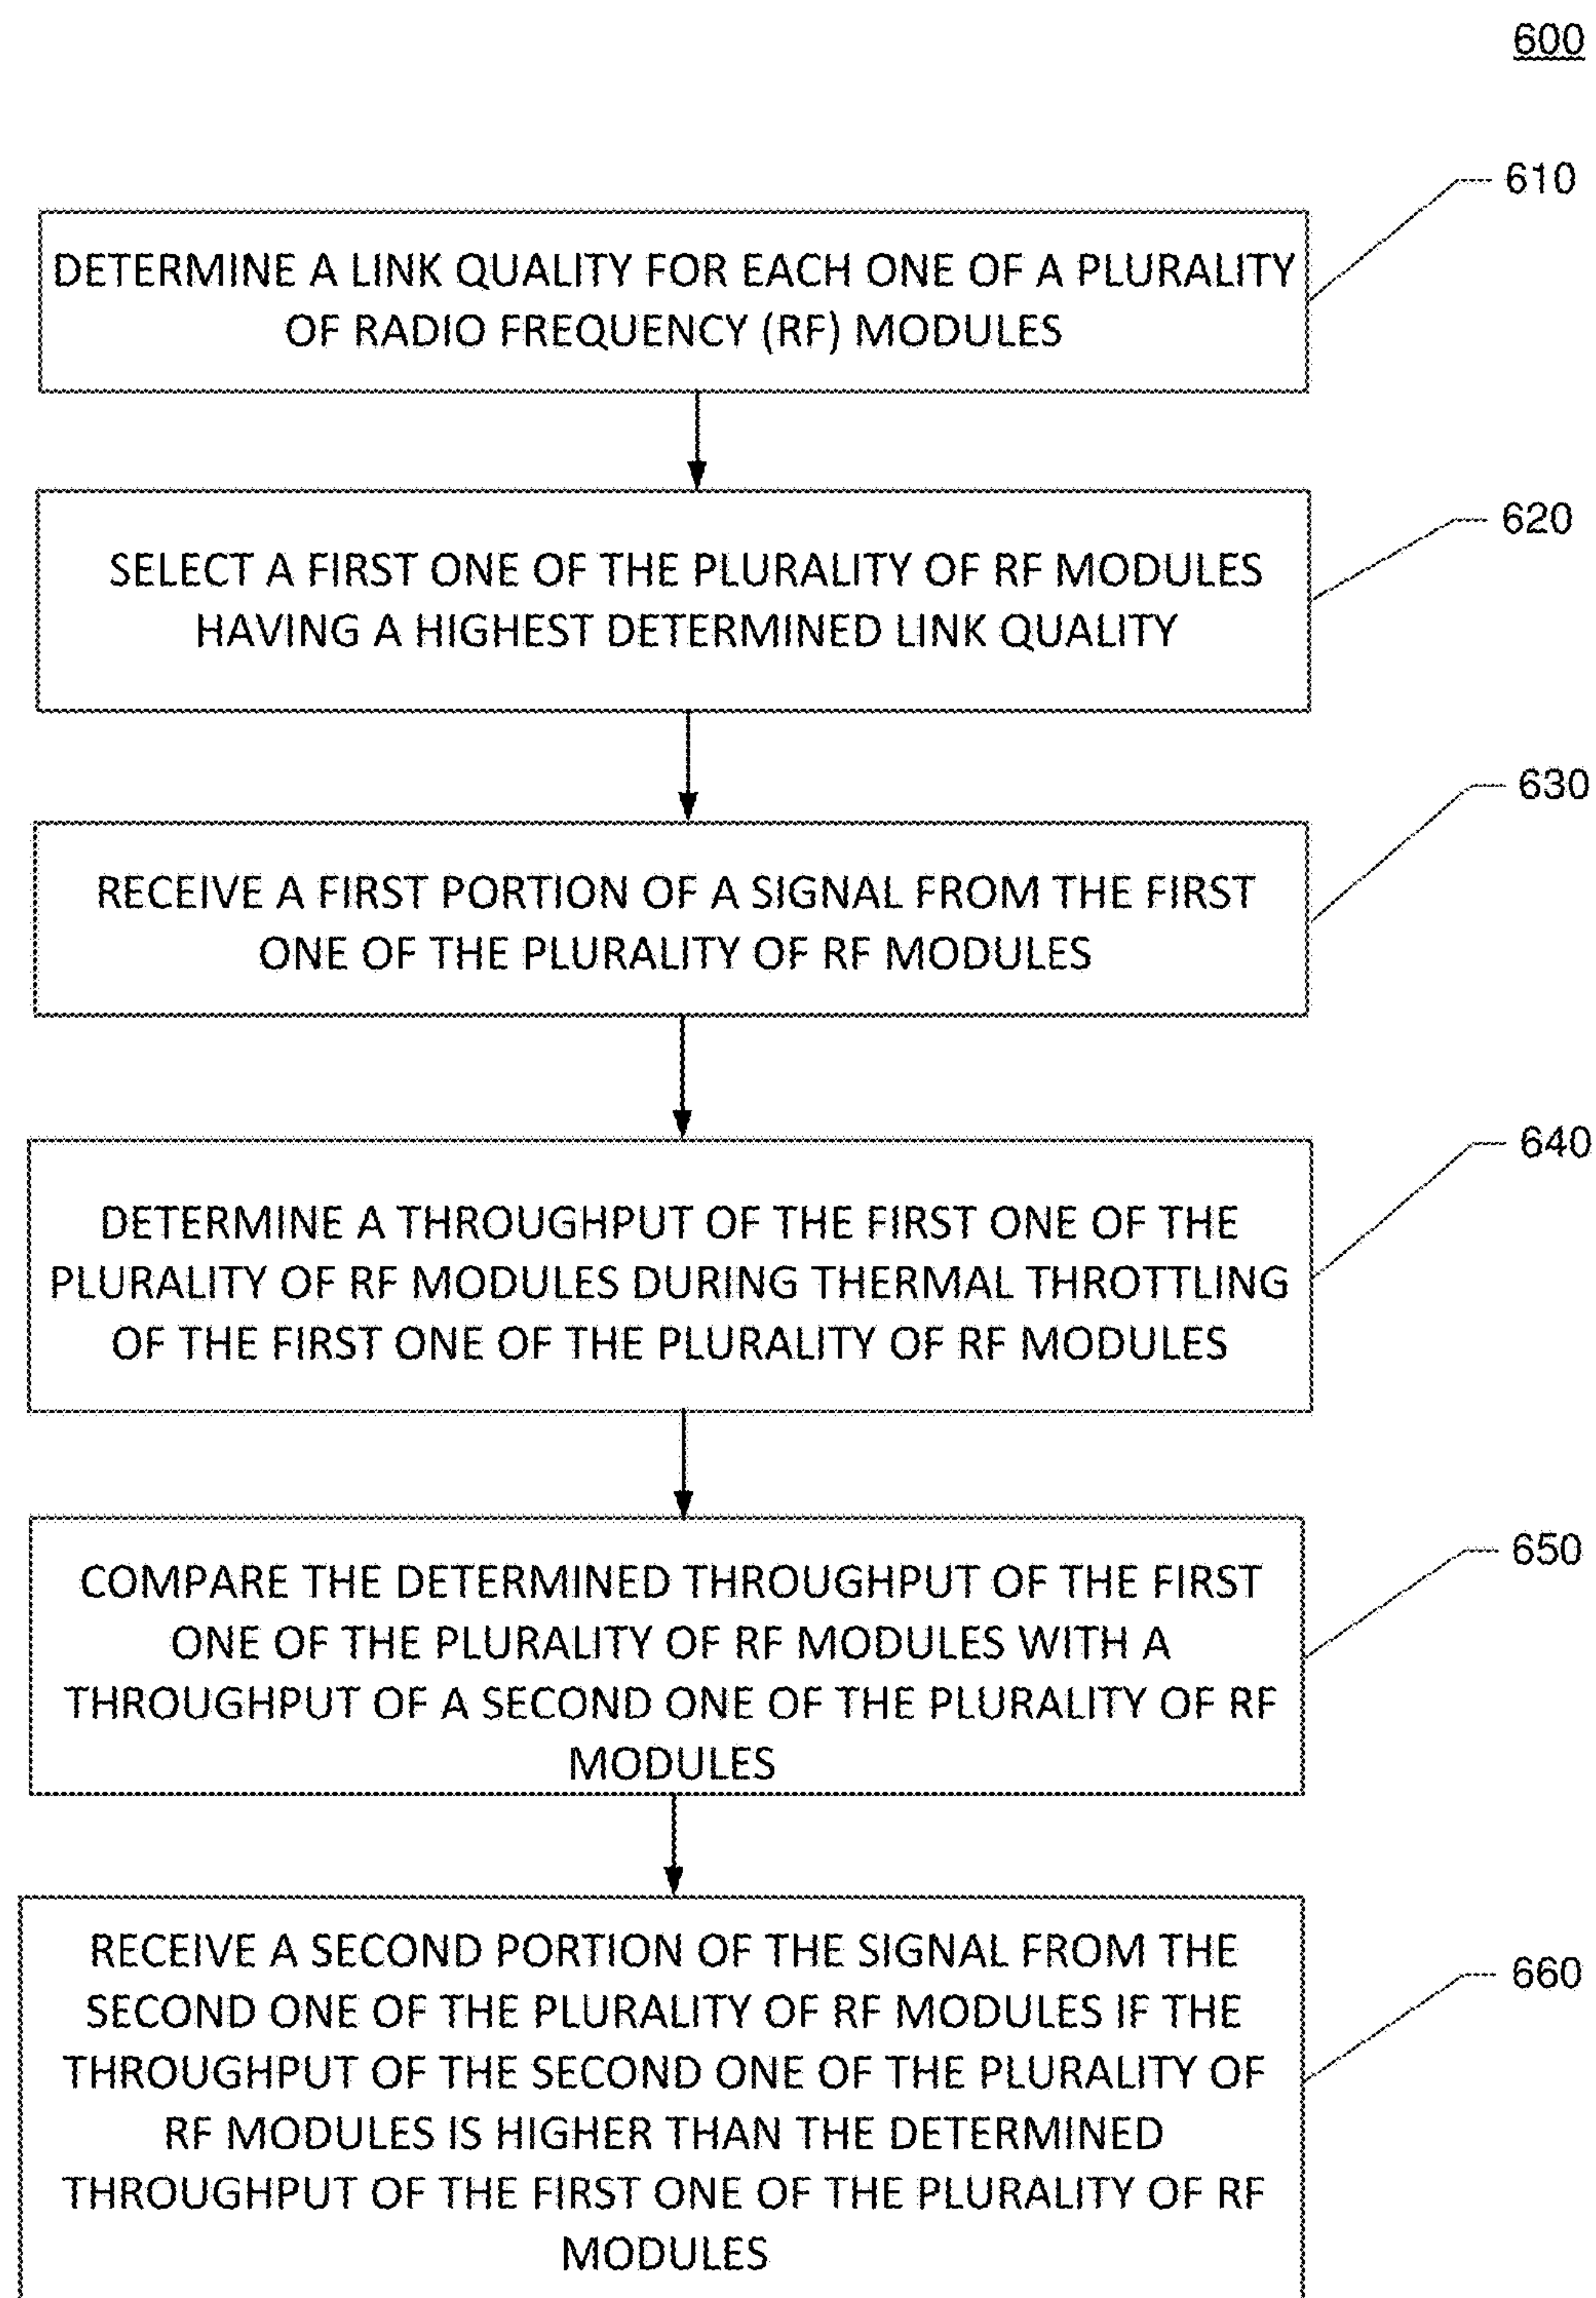 600
610
DETERMINE A LINK QUALITY FOR EACH ONE OF A PLURALITY
OF RADIO FREQUENCY (RF) MODULES
620
SELECT A FIRST ONE OF THE PLURALITY OF RF MODULES
HAVING A HIGHEST DETERMINED LINK QUALITY
630
RECEIVE A FIRST PORTION OF A SIGNAL FROM THE FIRST
ONE OF THE PLURALITY OF RF MODULES
640
DETERMINE A THROUGHPUT OF THE FIRST ONE OF THE
PLURALITY OF RF MODULES DURING THERMAL THROTTLING
OF THE FIRST ONE OF THE PLURALITY OF RF MODULES
650
COMPARE THE DETERMINED THROUGHPUT OF THE FIRST
ONE OF THE PLURALITY OF RF MODULES WITH A
THROUGHPUT OF A SECOND ONE OF THE PLURALITY OF RF
MODULES
660
RECEIVE A SECOND PORTION OF THE SIGNAL FROM THE
SECOND ONE OF THE PLURALITY OF RF MODULES IF THE
THROUGHPUT OF THE SECOND ONE OF THE PLURALITY OF
RF MODULES IS HIGHER THAN THE DETERMINED
THROUGHPUT OF THE FIRST ONE OF THE PLURALITY OF RF
MODULES